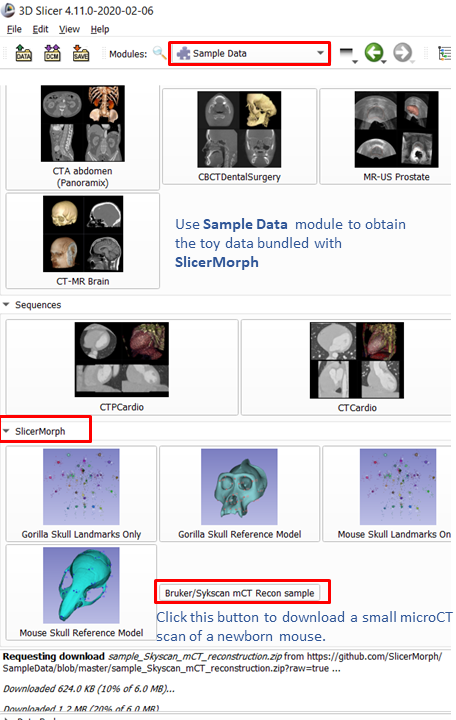 3D Slicer 4.11.0-2020-02-06
File Edit View Help
DATA DCM SAVE Modules: Sample Data
CTA abdomen
(Panoramix)
CBCTDentalSurgery
MR-US Prostate
CT-MR Brain
Use Sample Data module to obtain
the toy data bundled with
SlicerMorph
Sequences
CTPCardio
CTCardio
SlicerMorph
Gorilla Skull Landmarks Only
Gorilla Skull Reference Model
Mouse Skull Landmarks On
Mouse Skull Reference Model
Bruker/Sykscan mCT Recon sample
Click this button to download a small microCT
scan of a newborn mouse.
Requesting download sample_Skyscan_mCT_reconstruction.zip from https://github.com/SlicerMorph/
SampleData/blob/master/sample_Skyscan_mCT_reconstruction.zip?raw=true ...
Downloaded 624.0 KB (10% of 6.0 MB)...
Downloaded 1.2 MB (20% of 6.0 MB)